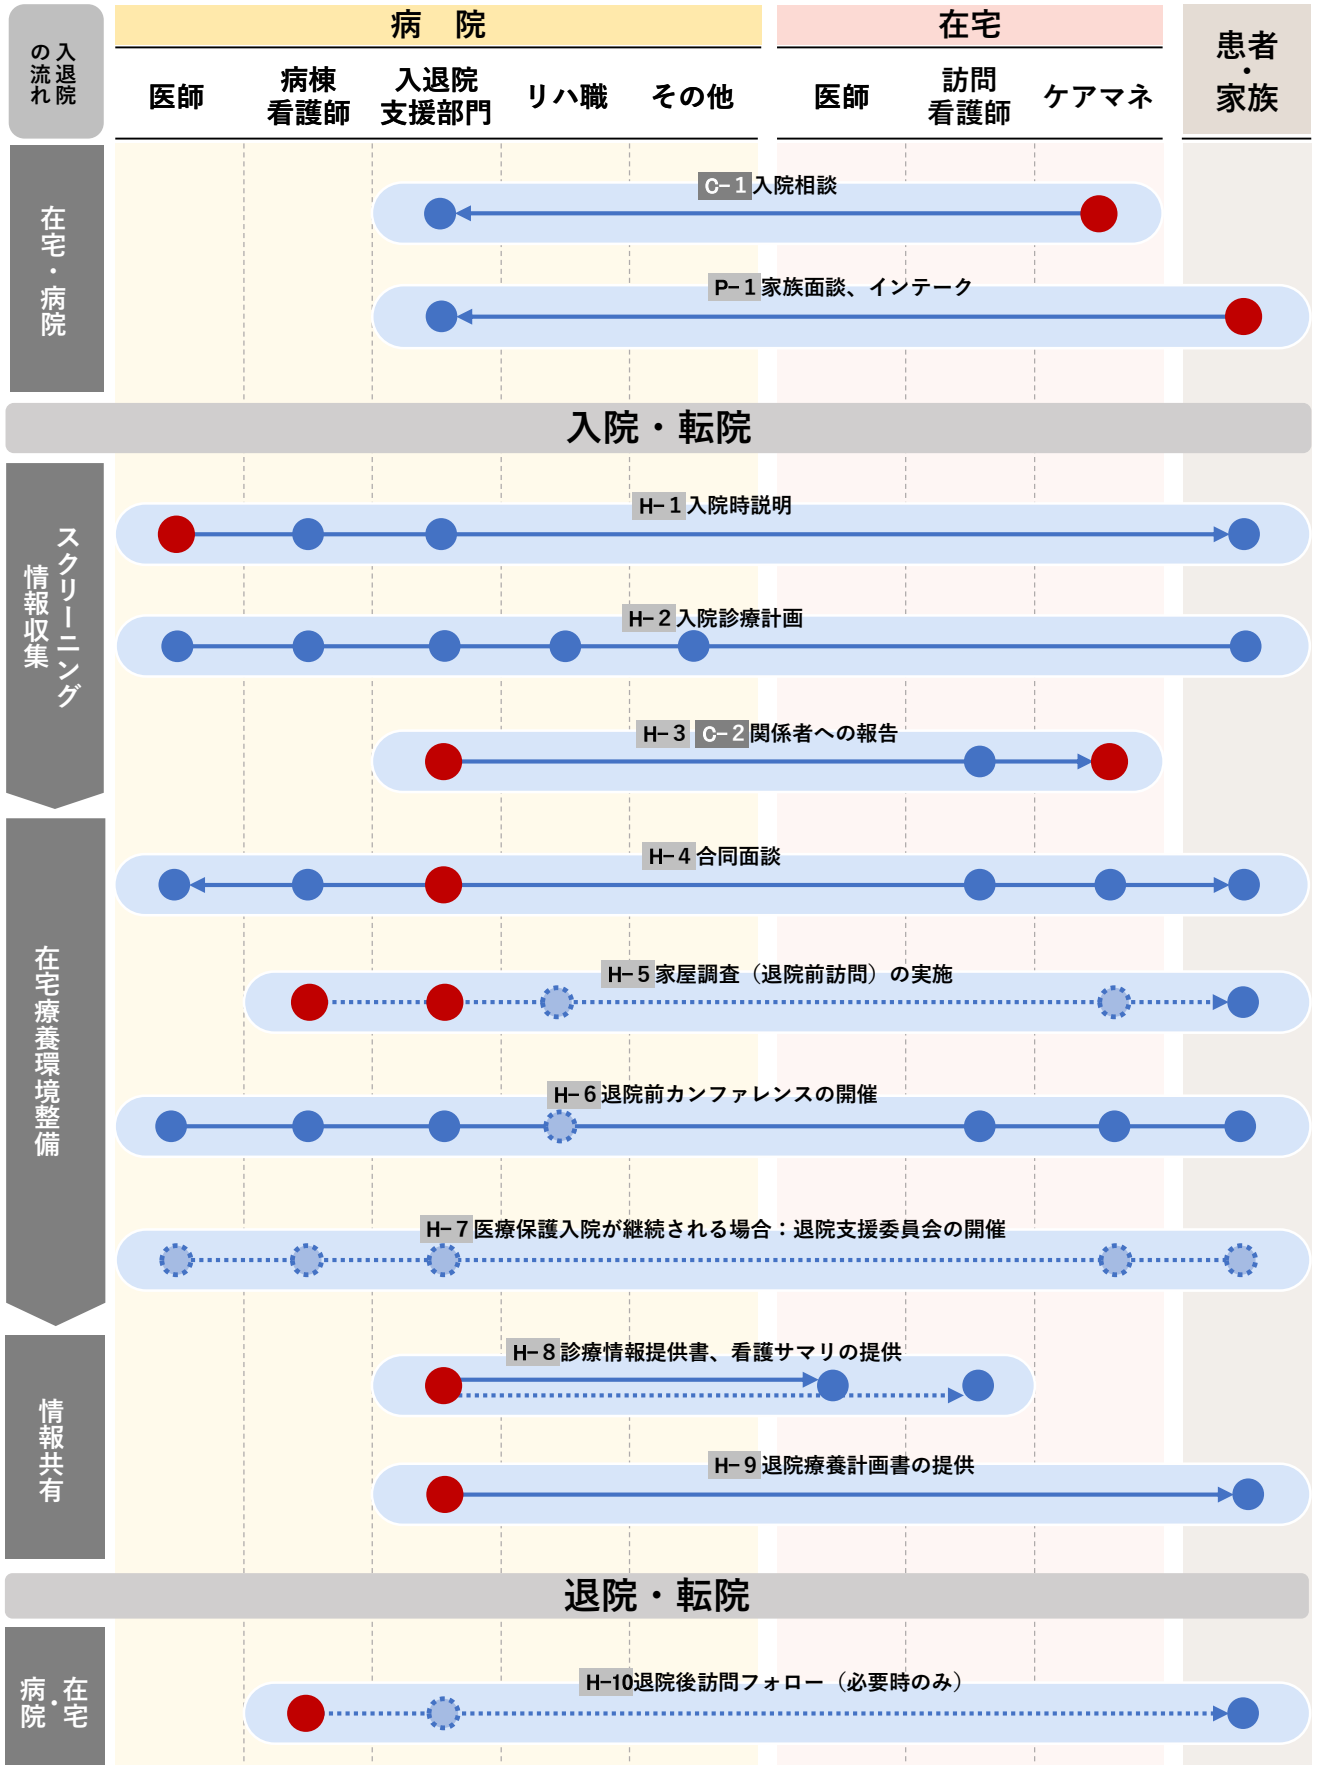 入退院
の流れ
病　院
在宅
患者
・
家族
医師
病棟
看護師
入退院
支援部門
リハ職
その他
医師
訪問
看護師
ケアマネ
在宅・病院
C-1入院相談
P-1家族面談、インテーク
入院・転院
スクリーニング
情報収集
H-1入院時説明
H-2入院診療計画
H-3 C-2関係者への報告
在宅療養環境整備
H-4合同面談
H-5家屋調査（退院前訪問）の実施
H-6退院前カンファレンスの開催
H-7医療保護入院が継続される場合：退院支援委員会の開催
情報共有
H-8診療情報提供書、看護サマリの提供
H-9退院療養計画書の提供
退院・転院
在宅・
病院
H-10退院後訪問フォロー（必要時のみ）